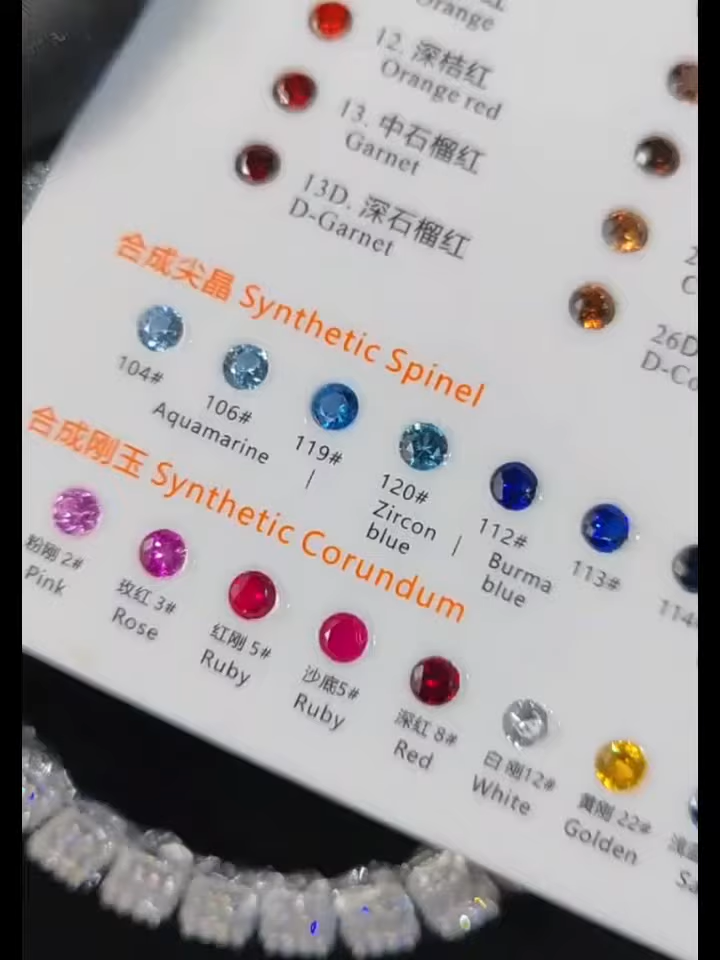 Orange
12. 深桔红
Orange red
13. 中石榴红
Garnet
13D. 深石榴红
D-Garnet
26D
合成尖晶 Synthetic Spinel
104#
106#
Aquamarine
119#
|
120#
Zircon
blue
|
112#
Burma
blue
113#
114
合成刚玉 Synthetic Corundum
粉刚 2#
Pink
玫红 3#
Rose
红刚 5#
Ruby
沙底5#
Ruby
深红 8#
Red
白刚12#
White
黄刚 22#
Golden